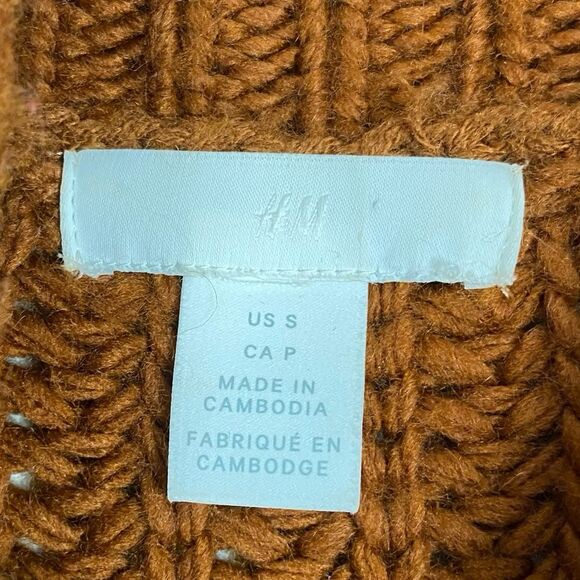 H&M
US S
CA P
MADE IN
CAMBODIA
FABRIQUÉ EN
CAMBODGE